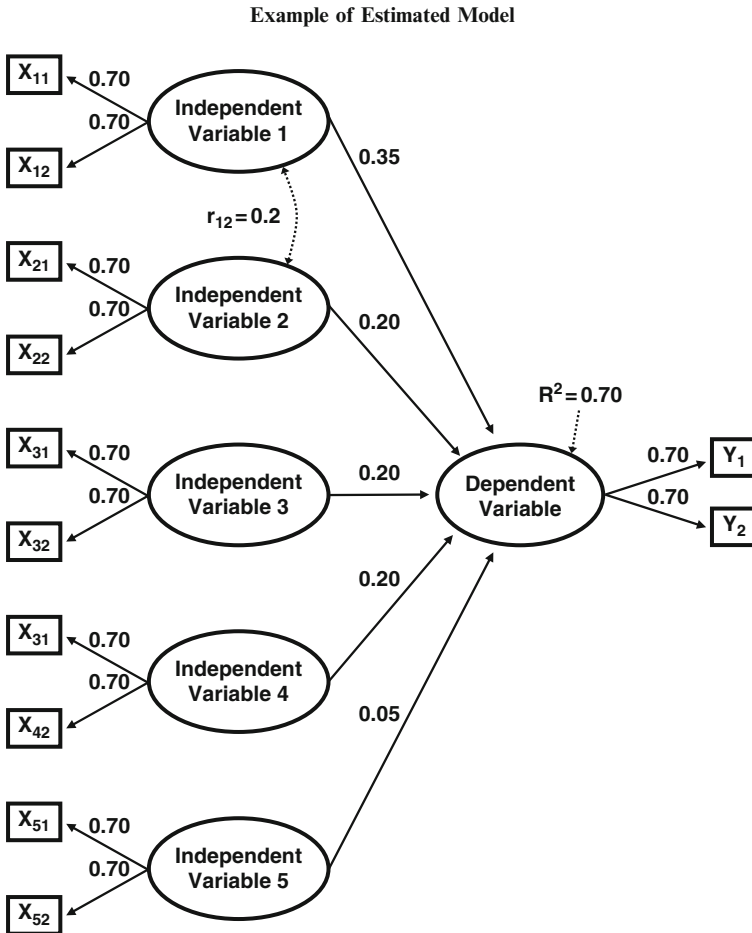 Example of Estimated Model
X11
0.70
0.70
X12
Independent
Variable 1
0.35
r12=0.2
X21
0.70
0.70
X22
Independent
Variable 2
0.20
R2=0.70
X31
0.70
0.70
X32
Independent
Variable 3
0.20
Dependent
Variable
0.70
0.70
Y1
Y2
X31
0.70
0.70
X42
Independent
Variable 4
0.20
0.05
X51
0.70
0.70
X52
Independent
Variable 5